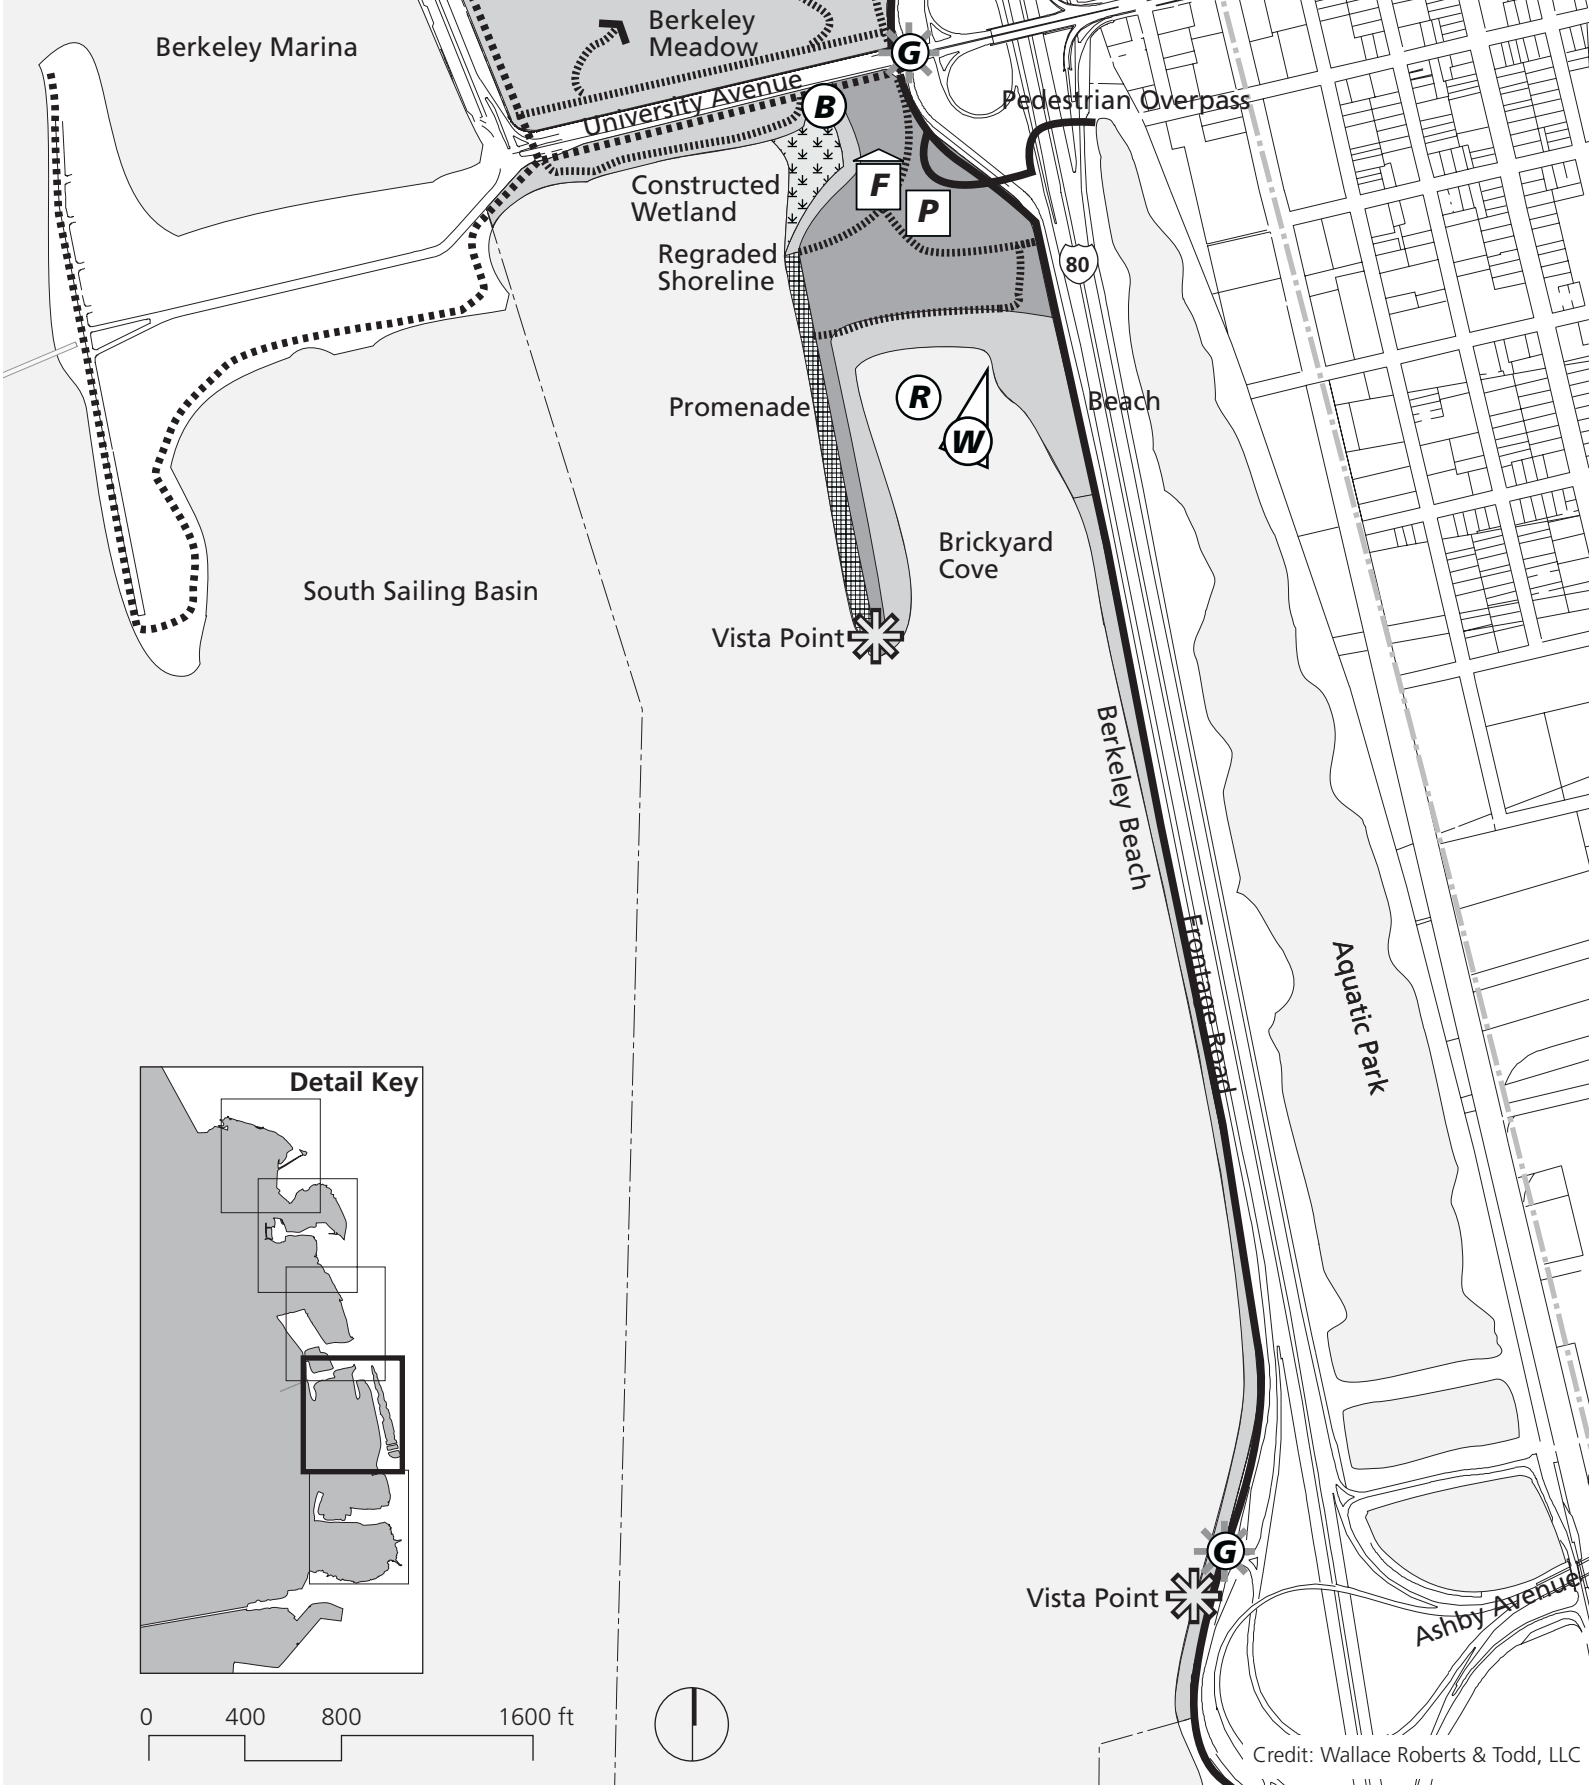 Berkeley Marina
Berkeley
Meadow
G
University Avenue
B
Pedestrian Overpass
Constructed
Wetland
F
P
Regraded
Shoreline
80
Promenade
R
W
Beach
Brickyard
Cove
South Sailing Basin
Vista Point
Berkeley Beach
Frontage Road
Aquatic Park
Detail Key
G
Vista Point
Ashby Avenue
0 400 800 1600 ft
Credit: Wallace Roberts & Todd, LLC